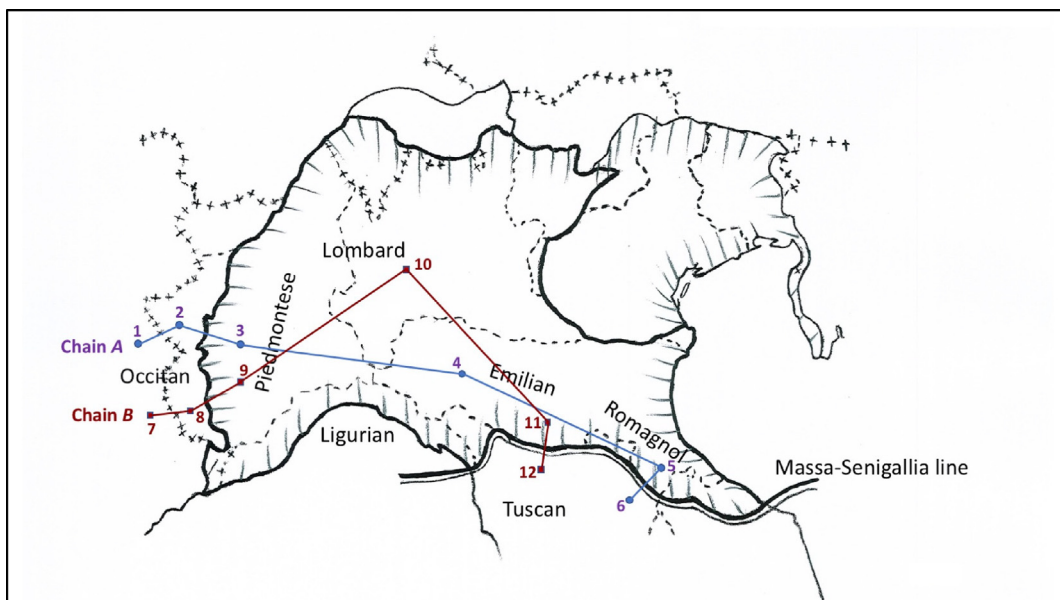 Lombard
10
Piedmontese
1
2
3
Chain A
4
Occitan
9
Emilian
Chain B
7
8
11
Romagnol
Ligurian
5
Massa-Senigallia line
12
6
Tuscan